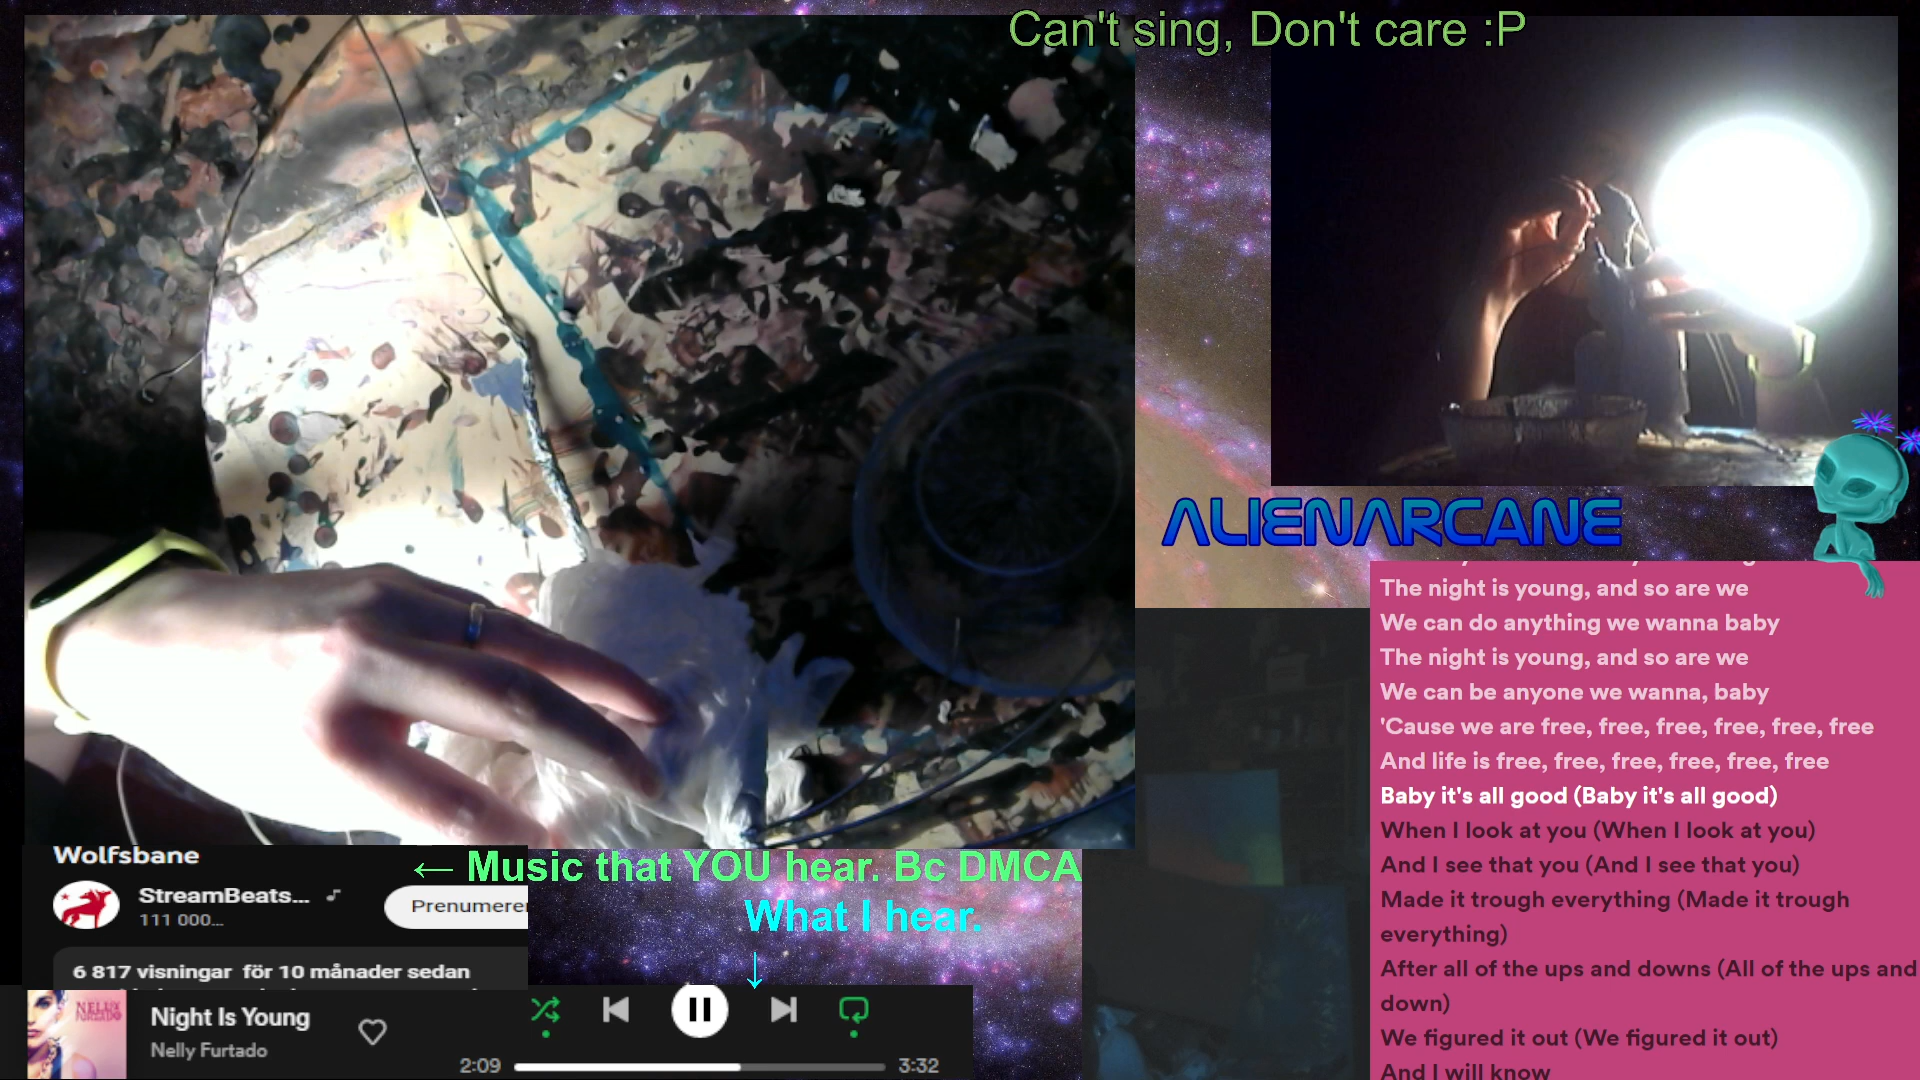 Can't sing, Don't care :P
ALIENARCANE
The night is young, and so are we
We can do anything we wanna baby
The night is young, and so are we
We can be anyone we wanna, baby
'Cause we are free, free, free, free, free, free
And life is free, free, free, free, free, free
Baby it's all good (Baby it's all good)
When I look at you (When I look at you)
And I see that you (And I see that you)
Made it trough everything (Made it trough
everything)
After all of the ups and downs (All of the ups and
down)
We figured it out (We figured it out)
And I will know
Wolfsbane
StreamBeats...
111 000...
Prenumerer
← Music that YOU hear. Bc DMCA
What I hear.
↓
6 817 visningar för 10 månader sedan
NELLY
FURTADO
Night Is Young
Nelly Furtado
2:09
3:32